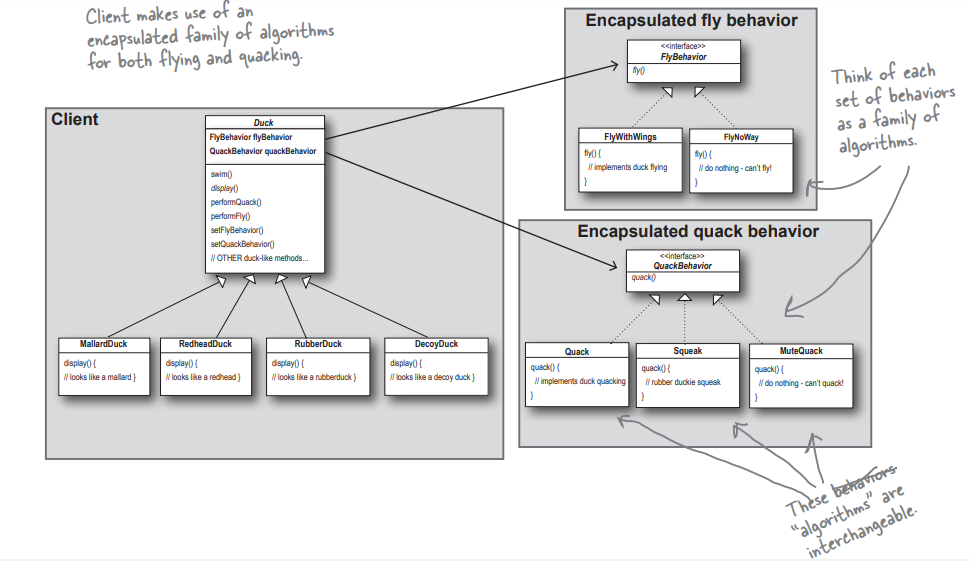 Client makes use of an
encapsulated family of algorithms
for both flying and quacking.
Encapsulated fly behavior
<<interface>>
FlyBehavior
fly()
FlyWithWings
fly() {
// implements duck flying
}
FlyNoWay
fly() {
// do nothing - can't fly!
}
Think of each
set of behaviors
as a family of
algorithms.
Client
Duck
FlyBehavior flyBehavior
QuackBehavior quackBehavior
swim()
display()
performQuack()
performFly()
setFlyBehavior()
setQuackBehavior()
// OTHER duck-like methods...
MallardDuck
display() {
// looks like a mallard }
RedheadDuck
display() {
// looks like a redhead }
RubberDuck
display() {
// looks like a rubberduck }
DecoyDuck
display() {
// looks like a decoy duck }
Encapsulated quack behavior
<<interface>>
QuackBehavior
quack()
Quack
quack() {
// implements duck quacking
}
Squeak
quack() {
// rubber duckie squeak
}
MuteQuack
quack() {
// do nothing - can't quack!
}
These behaviors
“algorithms” are
interchangeable.